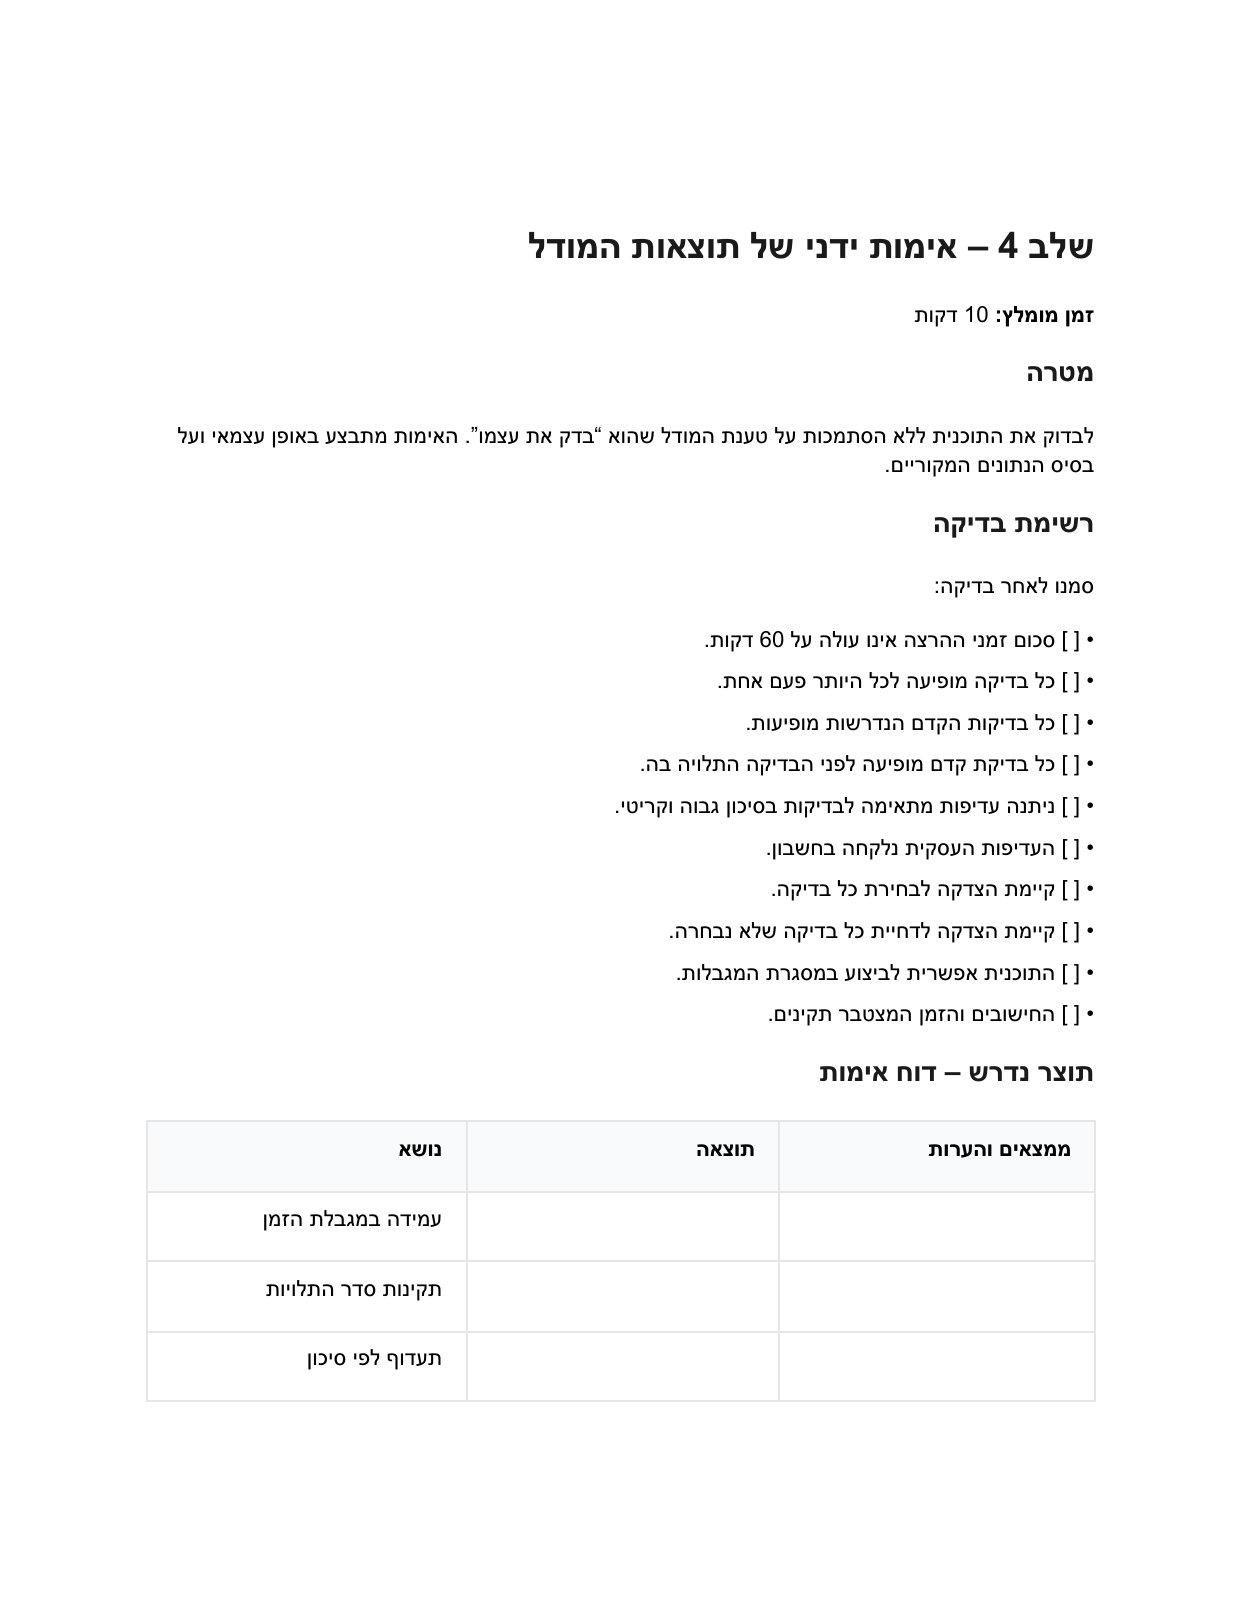 שלב 4 – אימות ידני של תוצאות המודל
זמן מומלץ: 10 דקות
מטרה
לבדוק את התוכנית ללא הסתמכות על טענת המודל שהוא “בדק את עצמו”. האימות מתבצע באופן עצמאי ועל
בסיס הנתונים המקוריים.
רשימת בדיקה
סמנו לאחר בדיקה:
• [ ] סכום זמני ההרצה אינו עולה על 60 דקות.
• [ ] כל בדיקה מופיעה לכל היותר פעם אחת.
• [ ] כל בדיקות הקדם הנדרשות מופיעות.
• [ ] כל בדיקת קדם מופיעה לפני הבדיקה התלויה בה.
• [ ] ניתנה עדיפות מתאימה לבדיקות בסיכון גבוה וקריטי.
• [ ] העדיפות העסקית נלקחה בחשבון.
• [ ] קיימת הצדקה לבחירת כל בדיקה.
• [ ] קיימת הצדקה לדחיית כל בדיקה שלא נבחרה.
• [ ] התוכנית אפשרית לביצוע במסגרת המגבלות.
• [ ] החישובים והזמן המצטבר תקינים.
תוצר נדרש – דוח אימות
ממצאים והערות תוצאה נושא
עמידה במגבלת הזמן
תקינות סדר התלויות
תעדוף לפי סיכון